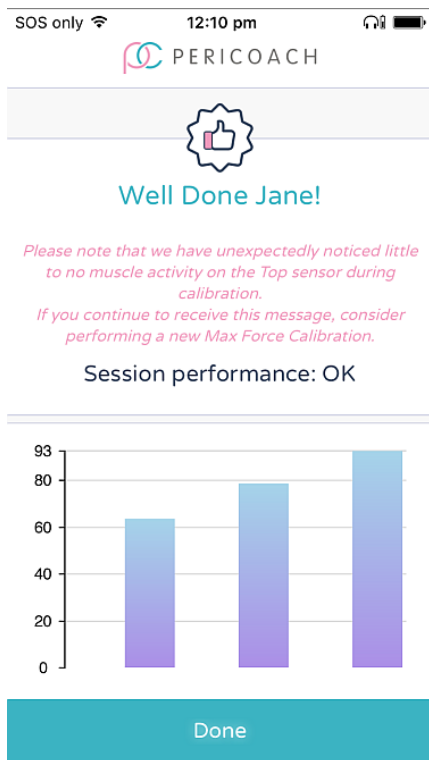 SOS only 12:10 pm
PERICOACH
Well Done Jane!
Please note that we have unexpectedly noticed little
to no muscle activity on the Top sensor during
calibration.
If you continue to receive this message, consider
performing a new Max Force Calibration.
Session performance: OK
93
80
60
40
20
0
Done